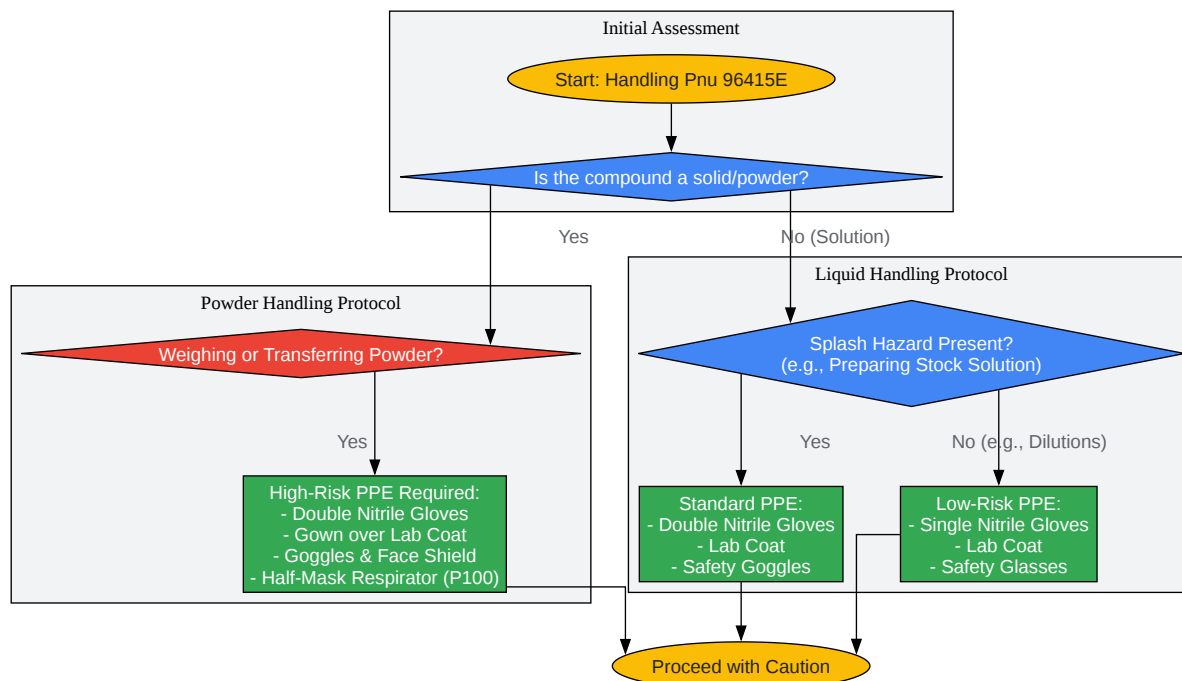 Initial Assessment
Start: Handling Pnu 96415E
Is the compound a solid/powder?
Yes
No (Solution)
Powder Handling Protocol
Weighing or Transferring Powder?
Yes
High-Risk PPE Required:
- Double Nitrile Gloves
- Gown over Lab Coat
- Goggles & Face Shield
- Half-Mask Respirator (P100)
Liquid Handling Protocol
Splash Hazard Present?
(e.g., Preparing Stock Solution)
Yes
No (e.g., Dilutions)
Standard PPE:
- Double Nitrile Gloves
- Lab Coat
- Safety Goggles
Low-Risk PPE:
- Single Nitrile Gloves
- Lab Coat
- Safety Glasses
Proceed with Caution